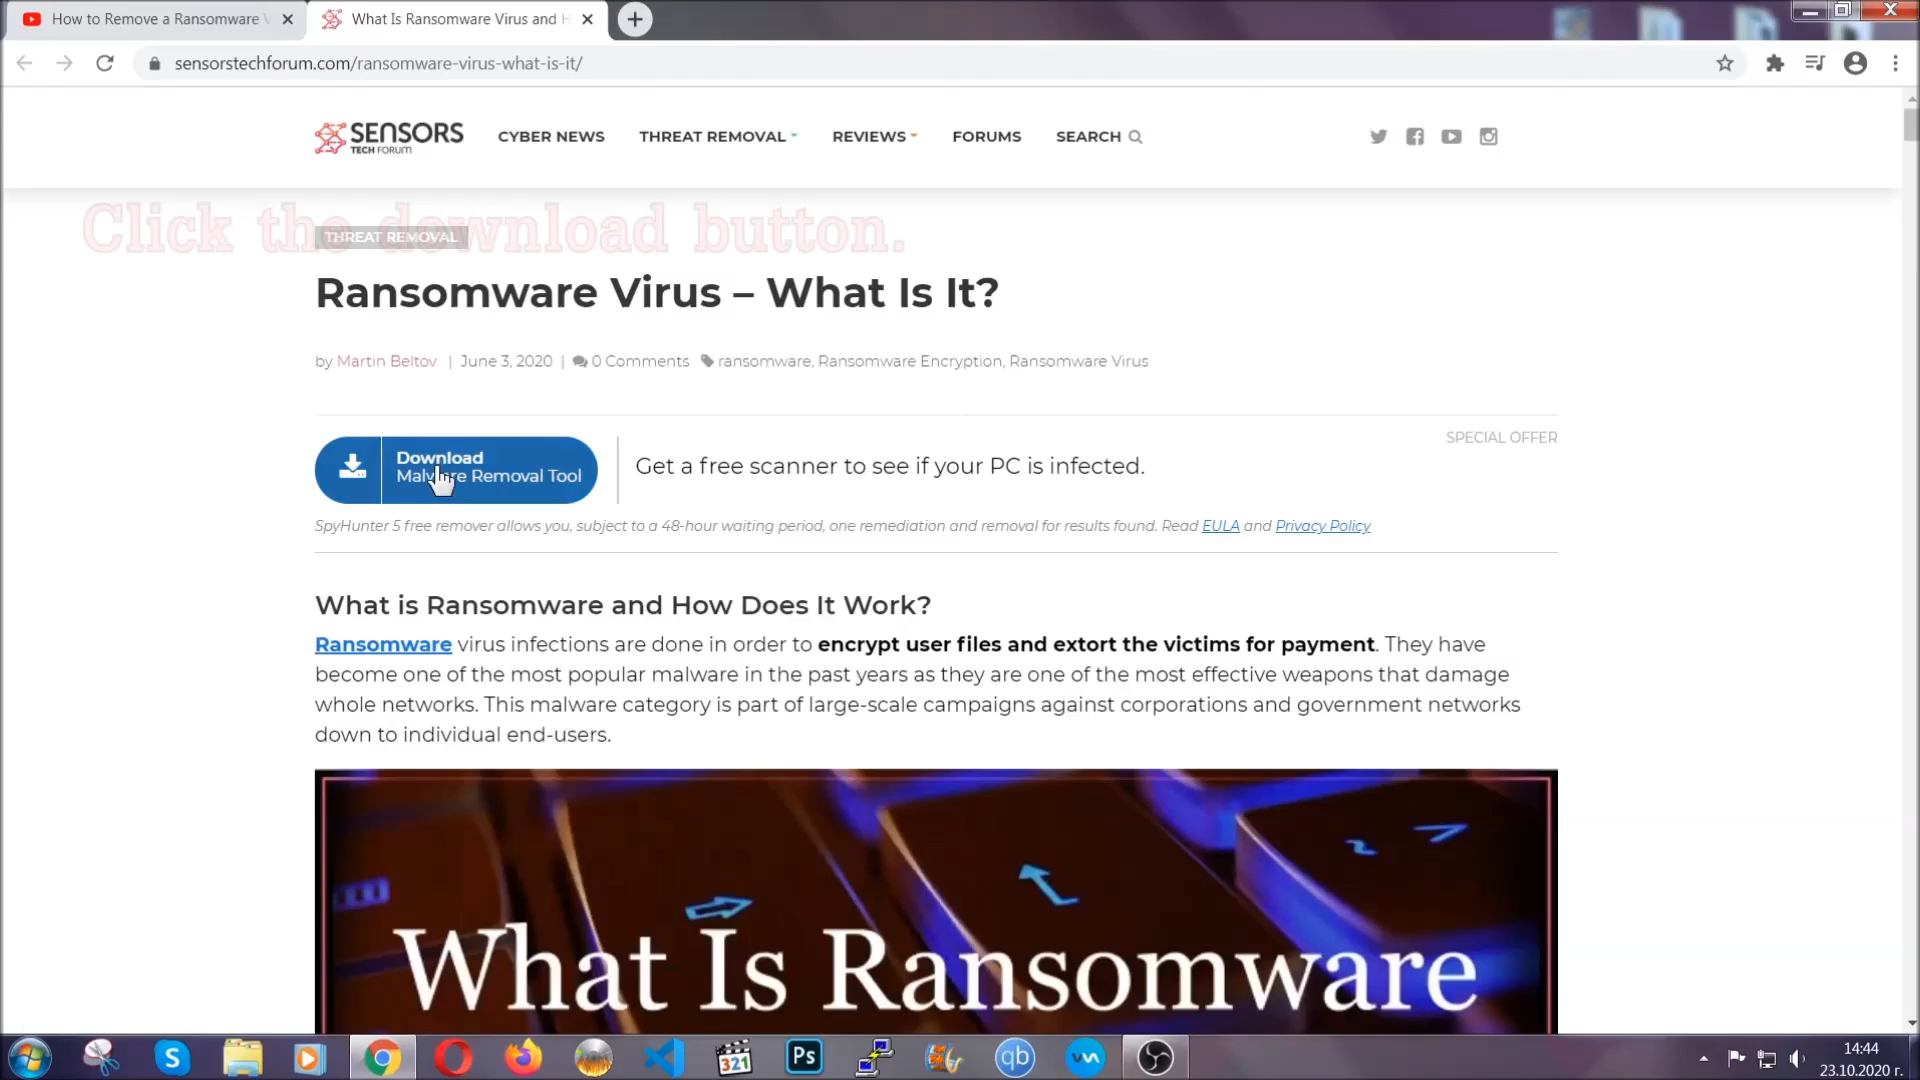 How to Remove a Ransomware V
What Is Ransomware Virus and H
sensorstechforum.com/ransomware-virus-what-is-it/
SENSORS
TECH FORUM
CYBER NEWS
THREAT REMOVAL
REVIEWS
FORUMS
SEARCH
Click the download button.
THREAT REMOVAL
Ransomware Virus – What Is It?
by Martin Beltov | June 3, 2020 | 0 Comments ransomware, Ransomware Encryption, Ransomware Virus
SPECIAL OFFER
Download
Malware Removal Tool
Get a free scanner to see if your PC is infected.
SpyHunter 5 free remover allows you, subject to a 48-hour waiting period, one remediation and removal for results found. Read EULA and Privacy Policy
What is Ransomware and How Does It Work?
Ransomware virus infections are done in order to encrypt user files and extort the victims for payment. They have
become one of the most popular malware in the past years as they are one of the most effective weapons that damage
whole networks. This malware category is part of large-scale campaigns against corporations and government networks
down to individual end-users.
What Is Ransomware
S
321
Ps
qb
14:44
23.10.2020 г.